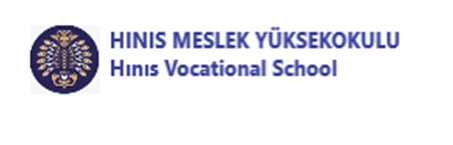 HINIS MESLEK YÜKSEKOKULU
Hınıs Vocational School